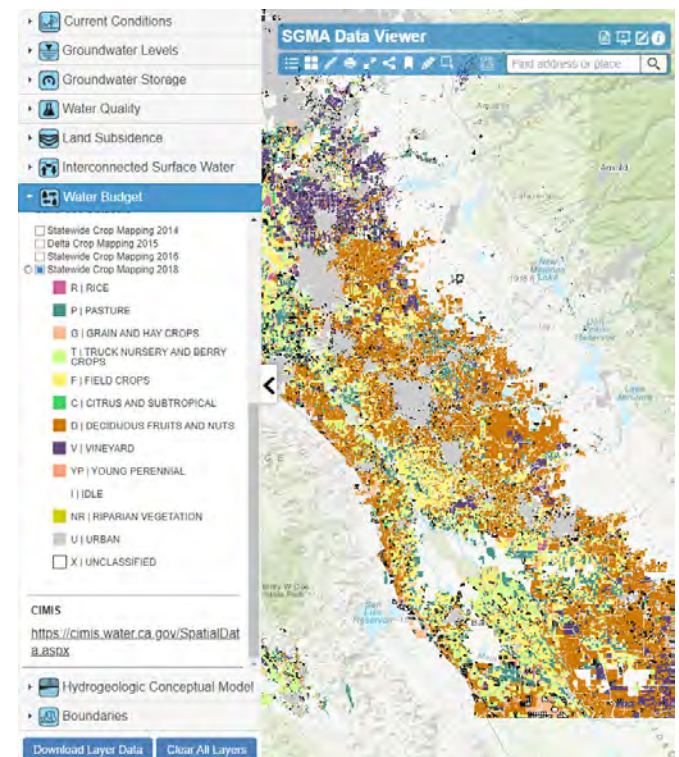 Current Conditions
Groundwater Levels
Groundwater Storage
Water Quality
Land Subsidence
Interconnected Surface Water
Water Budget
Statewide Crop Mapping 2014
Delta Crop Mapping 2015
Statewide Crop Mapping 2016
Statewide Crop Mapping 2018
R | RICE
P | PASTURE
G | GRAIN AND HAY CROPS
T | TRUCK NURSERY AND BERRY
CROPS
F | FIELD CROPS
C | CITRUS AND SUBTROPICAL
D | DECIDUOUS FRUITS AND NUTS
V | VINEYARD
YP | YOUNG PERENNIAL
I | IDLE
NR | RIPARIAN VEGETATION
U | URBAN
X | UNCLASSIFIED
CIMIS
https://cimis.water.ca.gov/SpatialDat
a.aspx
Hydrogeologic Conceptual Model
Boundaries
Download Layer Data
Clear All Layers
SGMA Data Viewer
Find address or place
Arnold
New
Lake
Reservoir
San
Luis
Reservoir